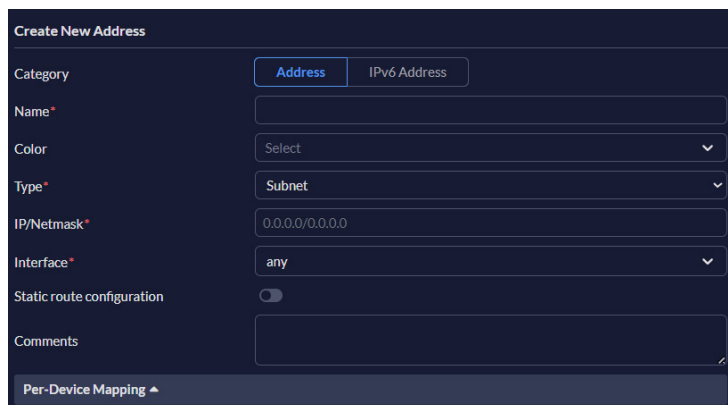 Create New Address
Category Address IPv6 Address
Name*
Color Select
Type* Subnet
IP/Netmask* 0.0.0.0/0.0.0.0
Interface* any
Static route configuration
Comments
Per-Device Mapping